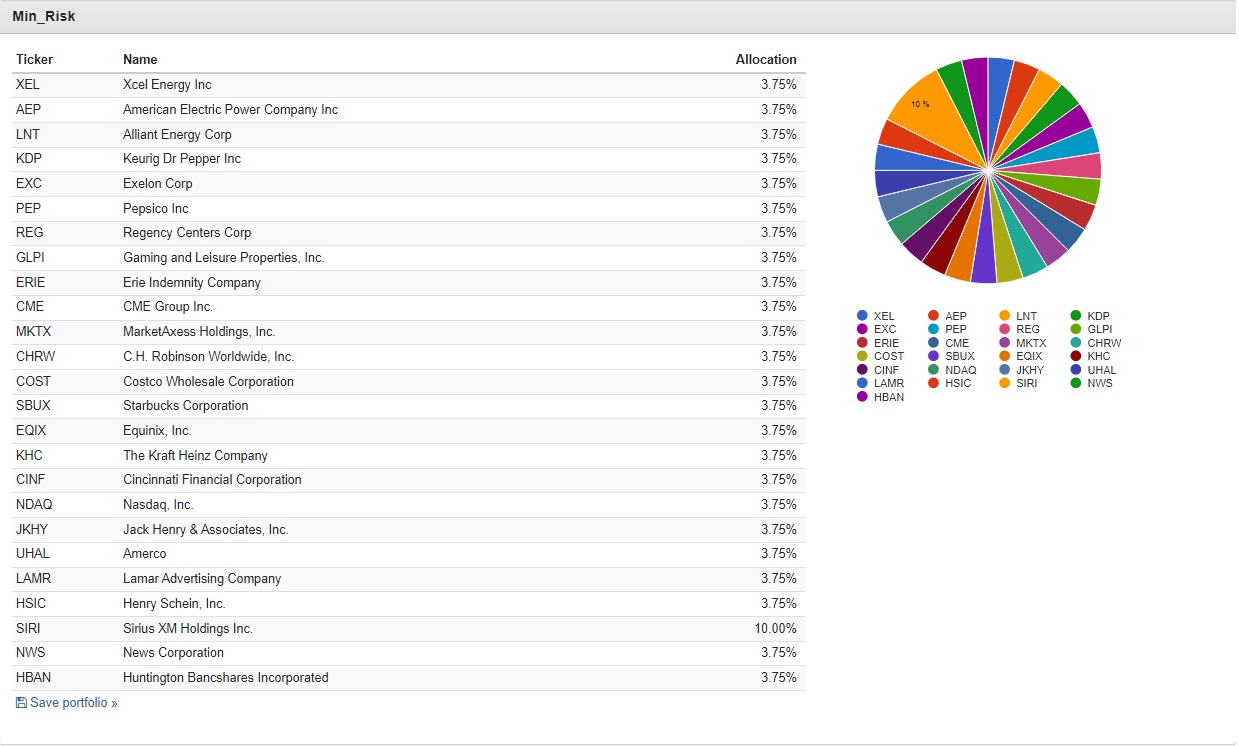 Min_Risk
Ticker Name Allocation
XEL Xcel Energy Inc 3.75%
AEP American Electric Power Company Inc 3.75%
LNT Alliant Energy Corp 3.75%
KDP Keurig Dr Pepper Inc 3.75%
EXC Exelon Corp 3.75%
PEP Pepsico Inc 3.75%
REG Regency Centers Corp 3.75%
GLPI Gaming and Leisure Properties, Inc. 3.75%
ERIE Erie Indemnity Company 3.75%
CME CME Group Inc. 3.75%
MKTX MarketAxess Holdings, Inc. 3.75%
CHRW C.H. Robinson Worldwide, Inc. 3.75%
COST Costco Wholesale Corporation 3.75%
SBUX Starbucks Corporation 3.75%
EQIX Equinix, Inc. 3.75%
KHC The Kraft Heinz Company 3.75%
CINF Cincinnati Financial Corporation 3.75%
NDAQ Nasdaq, Inc. 3.75%
JKHY Jack Henry & Associates, Inc. 3.75%
UHAL Amerco 3.75%
LAMR Lamar Advertising Company 3.75%
HSIC Henry Schein, Inc. 3.75%
SIRI Sirius XM Holdings Inc. 10.00%
NWS News Corporation 3.75%
HBAN Huntington Bancshares Incorporated 3.75%
Save portfolio »
10 %
XEL AEP LNT KDP
EXC PEP REG GLPI
ERIE CME MKTX CHRW
COST SBUX EQIX KHC
CINF NDAQ JKHY UHAL
LAMR HSIC SIRI NWS
HBAN